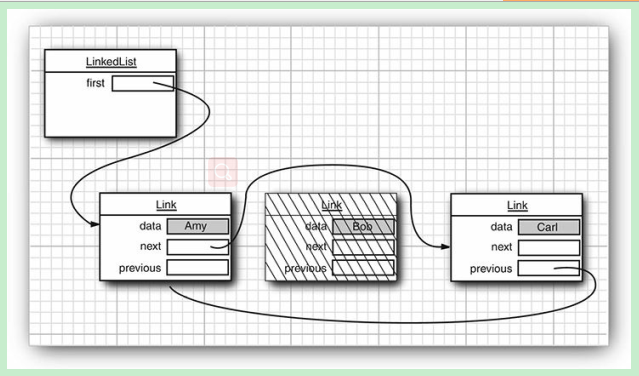 LinkedList
first
Link
data Amy
next
previous
Link
data Bob
next
previous
Link
data Carl
next
previous